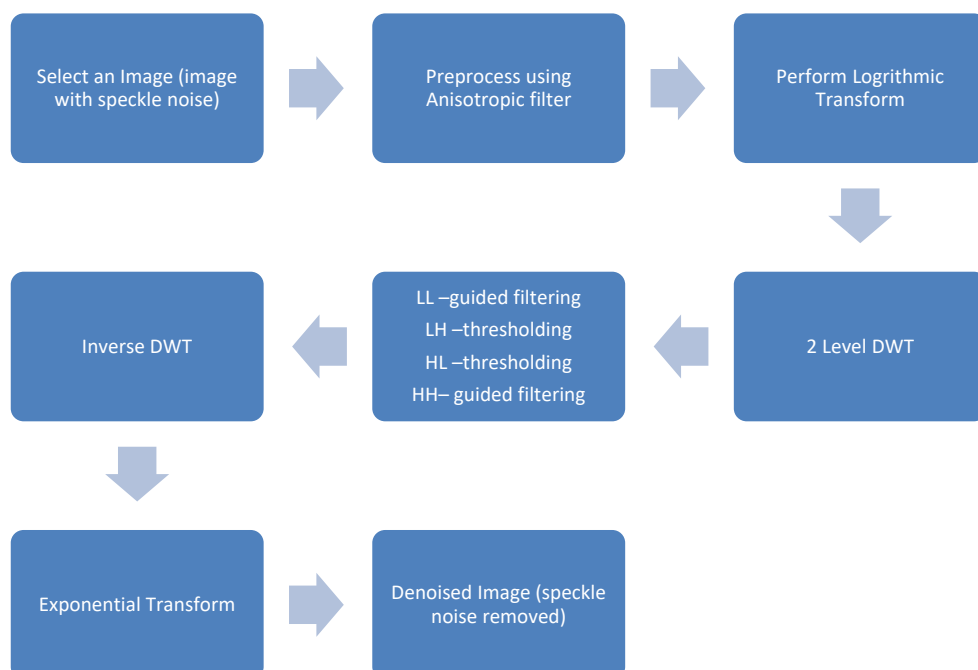 Select an Image (image
with speckle noise)
Preprocess using
Anisotropic filter
Perform Logrithmic
Transform
2 Level DWT
LL –guided filtering
LH –thresholding
HL –thresholding
HH– guided filtering
Inverse DWT
Exponential Transform
Denoised Image (speckle
noise removed)